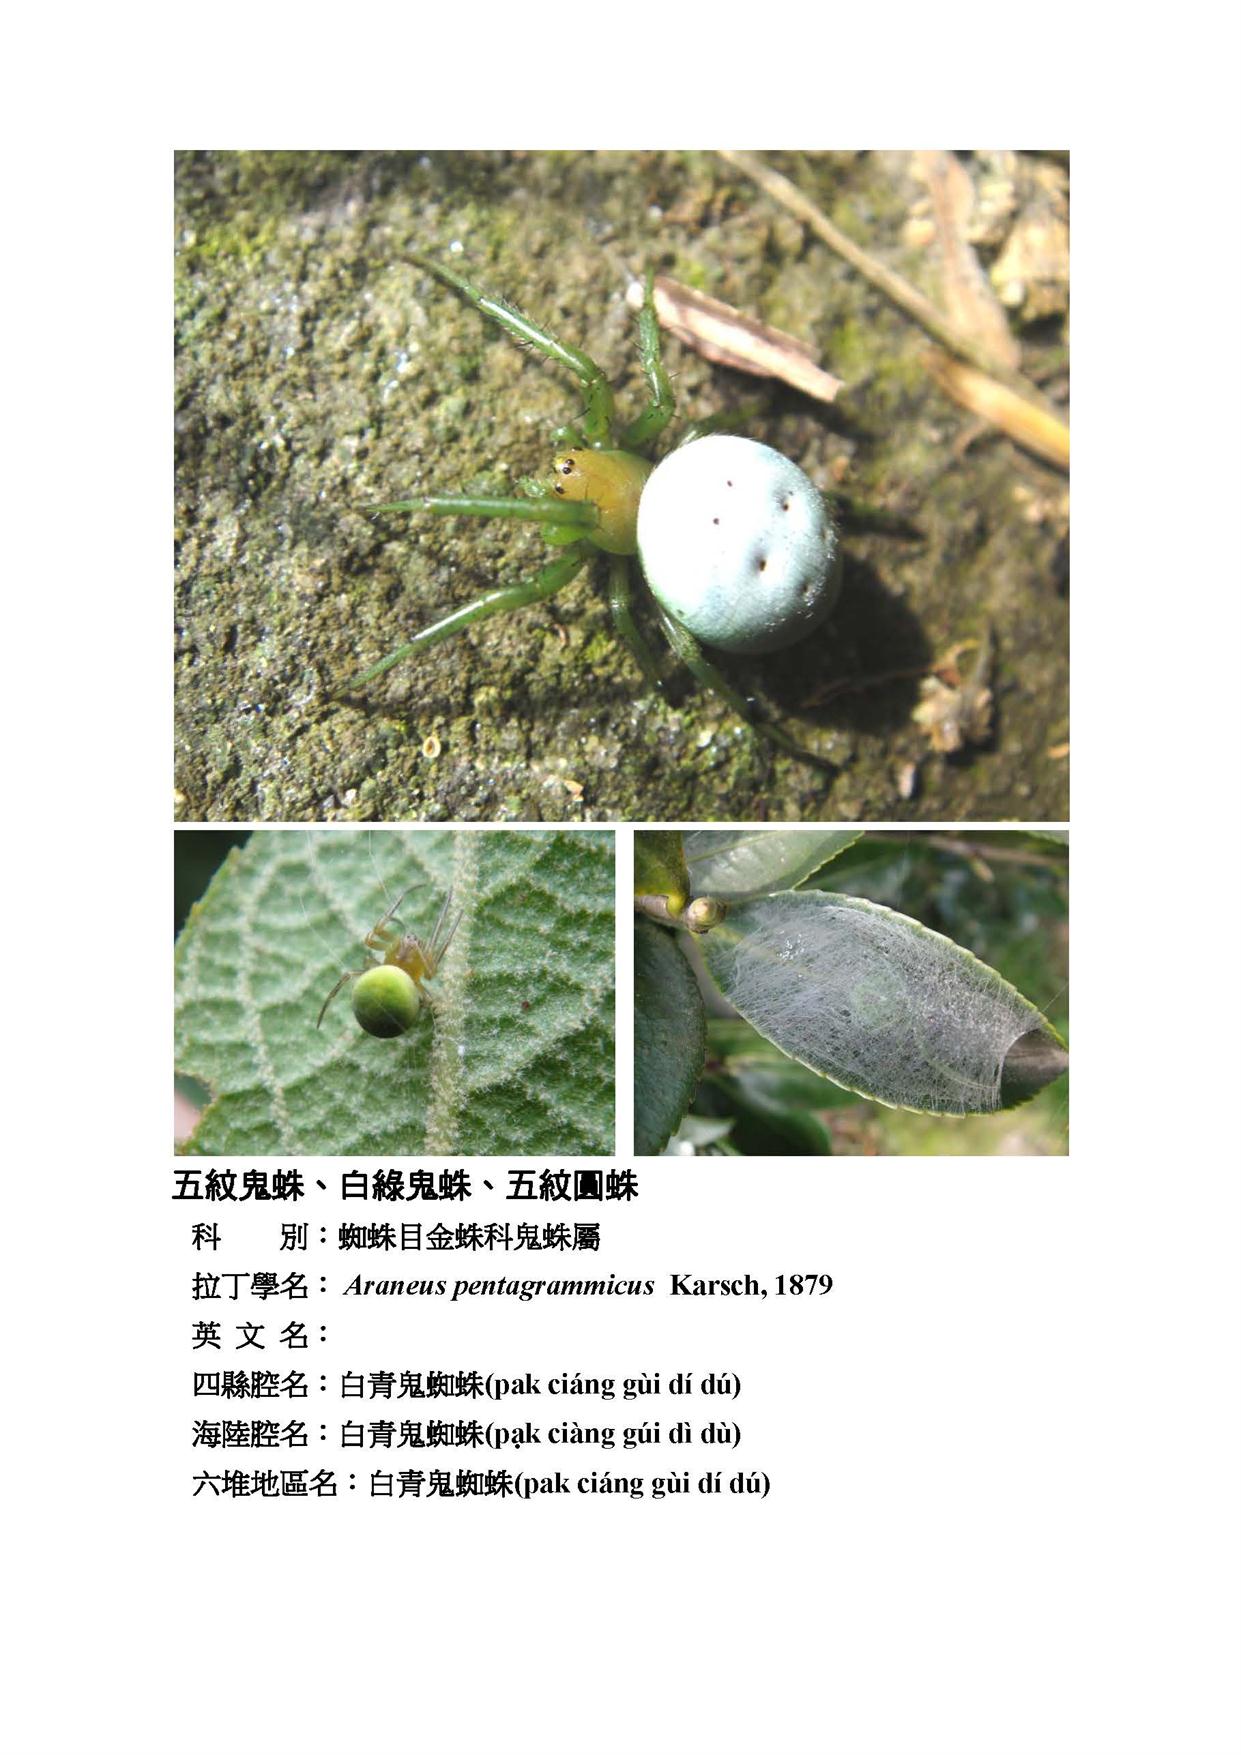 五紋鬼蛛、白綠鬼蛛、五紋圓蛛
科　　別：蜘蛛目金蛛科鬼蛛屬
拉丁學名： Araneus pentagrammicus Karsch, 1879
英 文 名：
四縣腔名：白青鬼蜘蛛(pak ciáng gùi dí dú)
海陸腔名：白青鬼蜘蛛(pa̩k ciàng gúi dì dù)
六堆地區名：白青鬼蜘蛛(pak ciáng gùi dí dú)